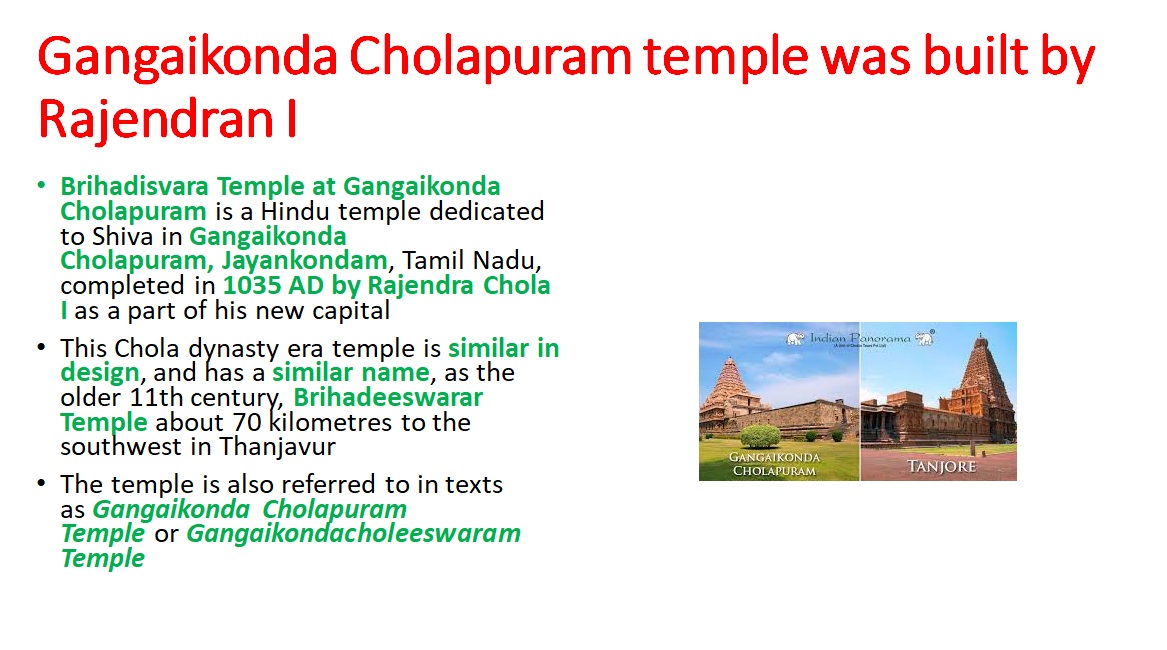 Gangaikonda Cholapuram temple was built by
Rajendran I
• Brihadisvara Temple at Gangaikonda
Cholapuram is a Hindu temple dedicated
to Shiva in Gangaikonda
Cholapuram, Jayankondam, Tamil Nadu,
completed in 1035 AD by Rajendra Chola
I as a part of his new capital
• This Chola dynasty era temple is similar in
design, and has a similar name, as the
older 11th century, Brihadeeswarar
Temple about 70 kilometres to the
southwest in Thanjavur
• The temple is also referred to in texts
as Gangaikonda Cholapuram
Temple or Gangaikondacholeeswaram
Temple
Indian Panorama
GANGAIKONDA
CHOLAPURAM
TANJORE